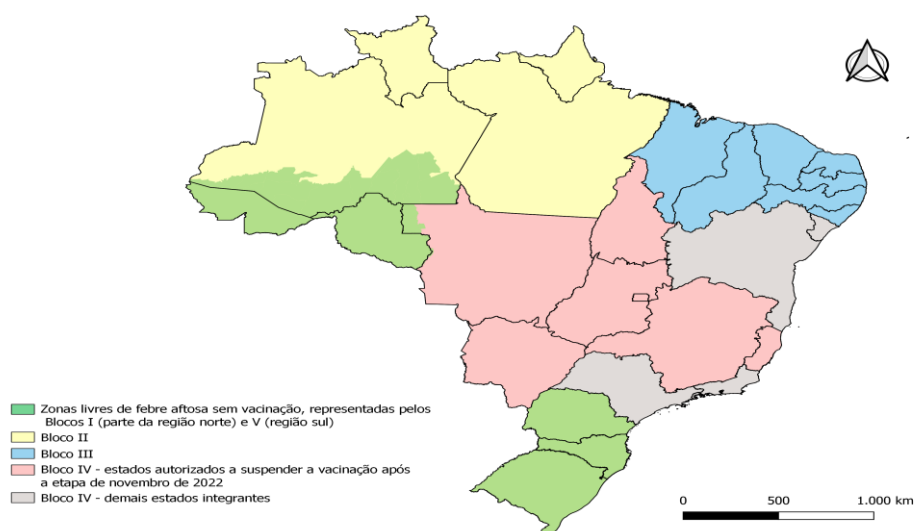 Zonas livres de febre aftosa sem vacinação, representadas pelos
Blocos I (parte da região norte) e V (região sul)
Bloco II
Bloco III
Bloco IV - estados autorizados a suspender a vacinação após
a etapa de novembro de 2022
Bloco IV - demais estados integrantes
0 500 1.000 km